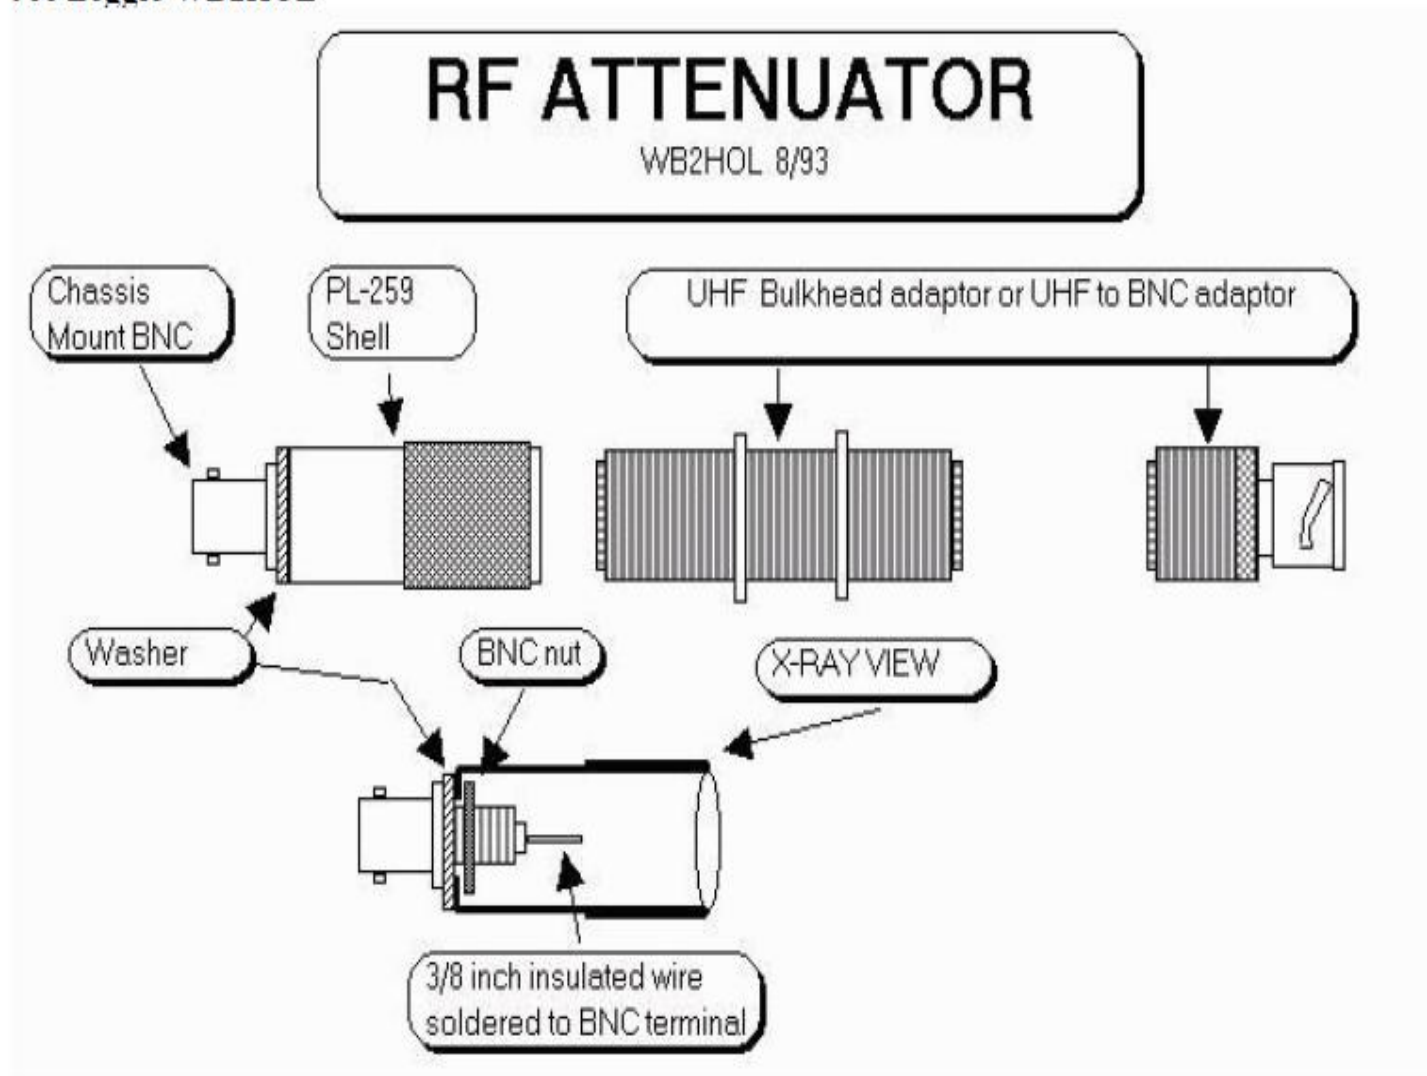 RF ATTENUATOR
WB2HOL 8/93
Chassis
Mount BNC
PL-259
Shell
UHF Bulkhead adaptor or UHF to BNC adaptor
Washer
BNC nut
X-RAY VIEW
3/8 inch insulated wire
soldered to BNC terminal